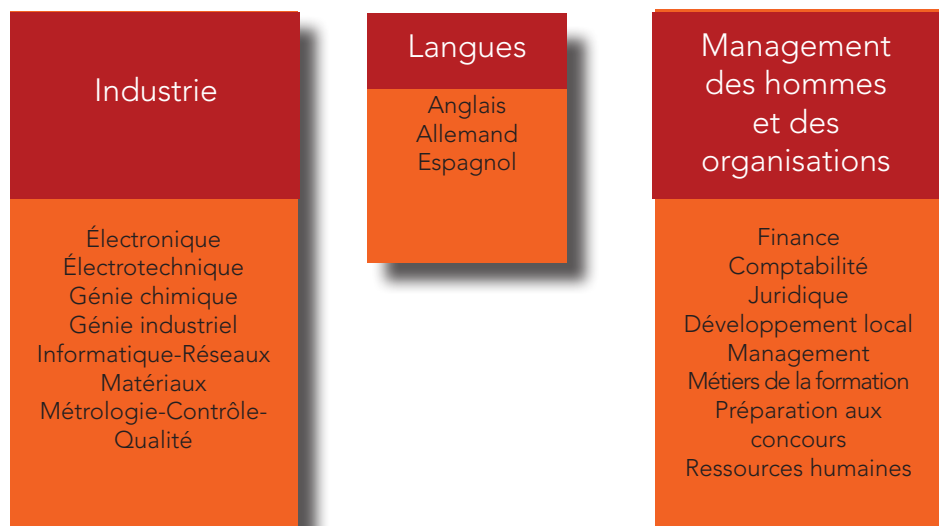 Industrie
Électronique
Électrotechnique
Génie chimique
Génie industriel
Informatique-Réseaux
Matériaux
Métrologie-Contrôle-
Qualité
Langues
Anglais
Allemand
Espagnol
Management
des hommes
et des
organisations
Finance
Comptabilité
Juridique
Développement local
Management
Métiers de la formation
Préparation aux
concours
Ressources humaines